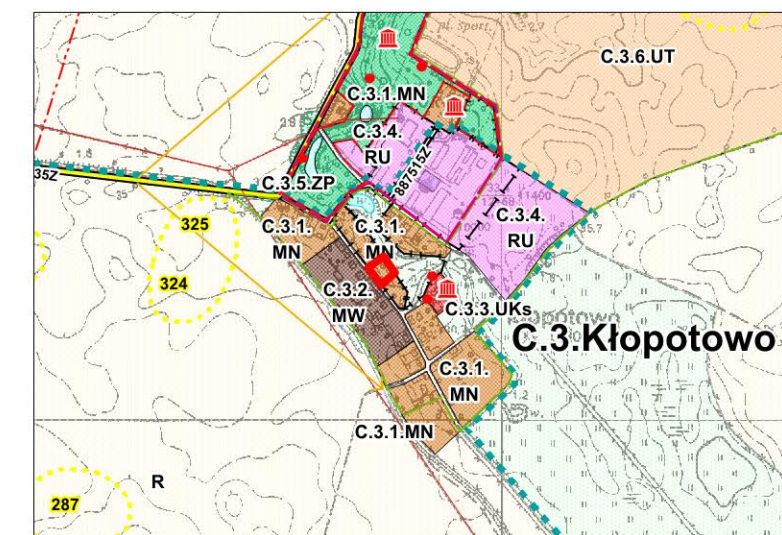 pl. sport.
C.3.6.UT
C.3.1.MN
C.3.4.
RU
887515Z
35Z
C.3.5.ZP
C.3.4.
RU
325
C.3.1.
MN
C.3.1.
MN
324
C.3.2.
MW
C.3.3.UKs
C.3.Kłopotowo
C.3.1.
MN
C.3.1.MN
R
287